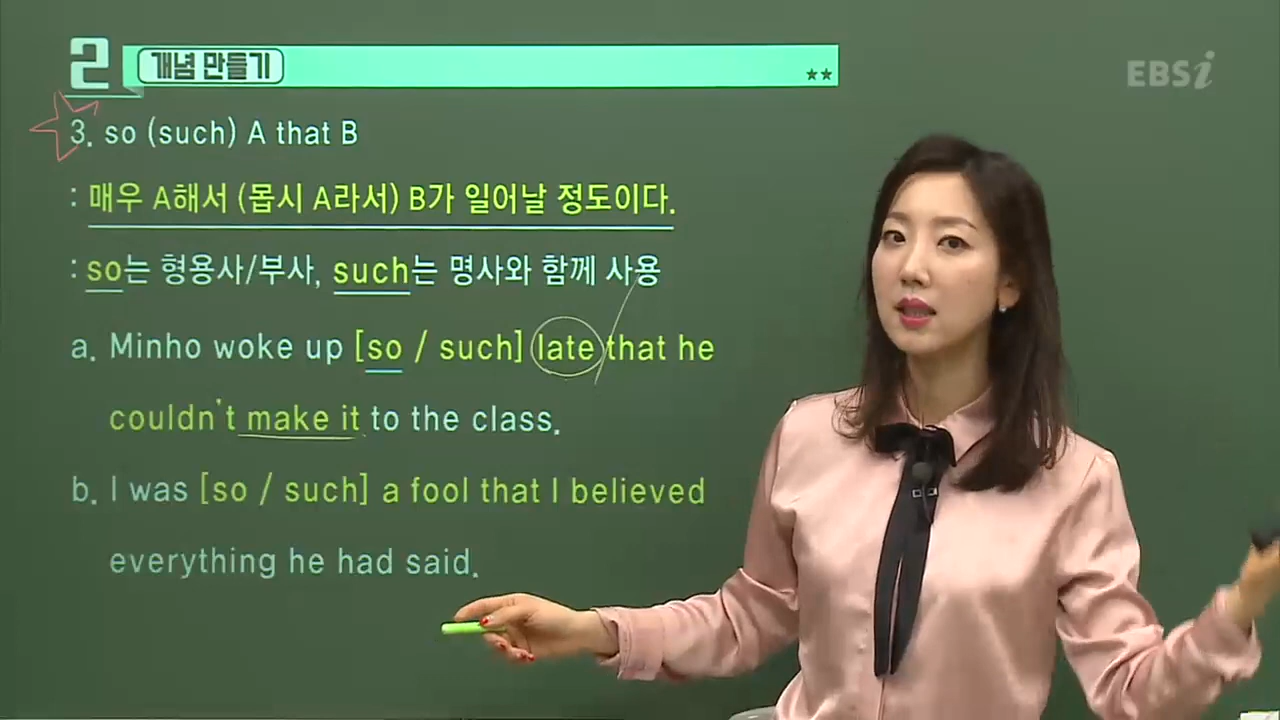 2 개념 만들기 ★★
EBSi
3. so (such) A that B
: 매우 A해서 (몹시 A라서) B가 일어날 정도이다.
: so는 형용사/부사, such는 명사와 함께 사용
a. Minho woke up [so / such] late that he
couldn't make it to the class.
b. I was [so / such] a fool that I believed
everything he had said.